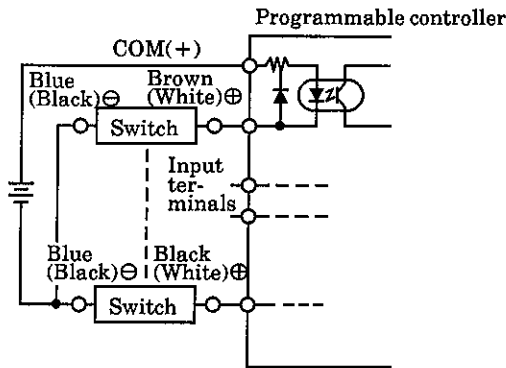 Programmable controller
COM(+)
Blue
(Black)⊖
Brown
(White)⊕
Switch
Input
ter-
minals
Blue
(Black)⊖
Black
(White)⊕
Switch